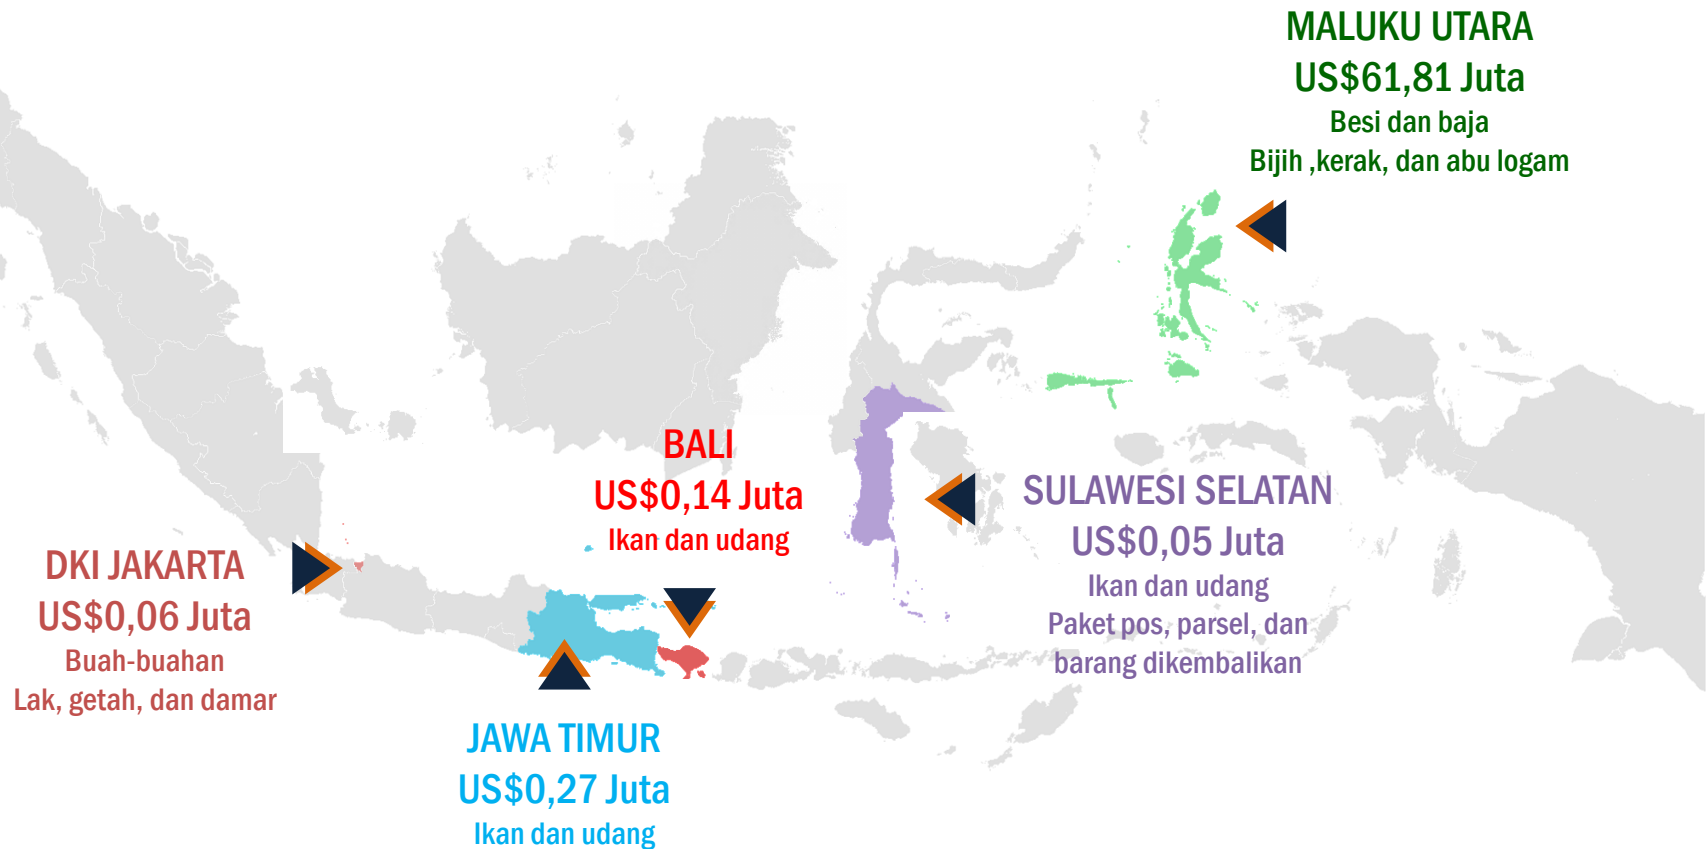 MALUKU UTARA
US$61,81 Juta
Besi dan baja
Bijih ,kerak, dan abu logam
BALI
US$0,14 Juta
Ikan dan udang
SULAWESI SELATAN
US$0,05 Juta
Ikan dan udang
Paket pos, parsel, dan
barang dikembalikan
DKI JAKARTA
US$0,06 Juta
Buah-buahan
Lak, getah, dan damar
JAWA TIMUR
US$0,27 Juta
Ikan dan udang